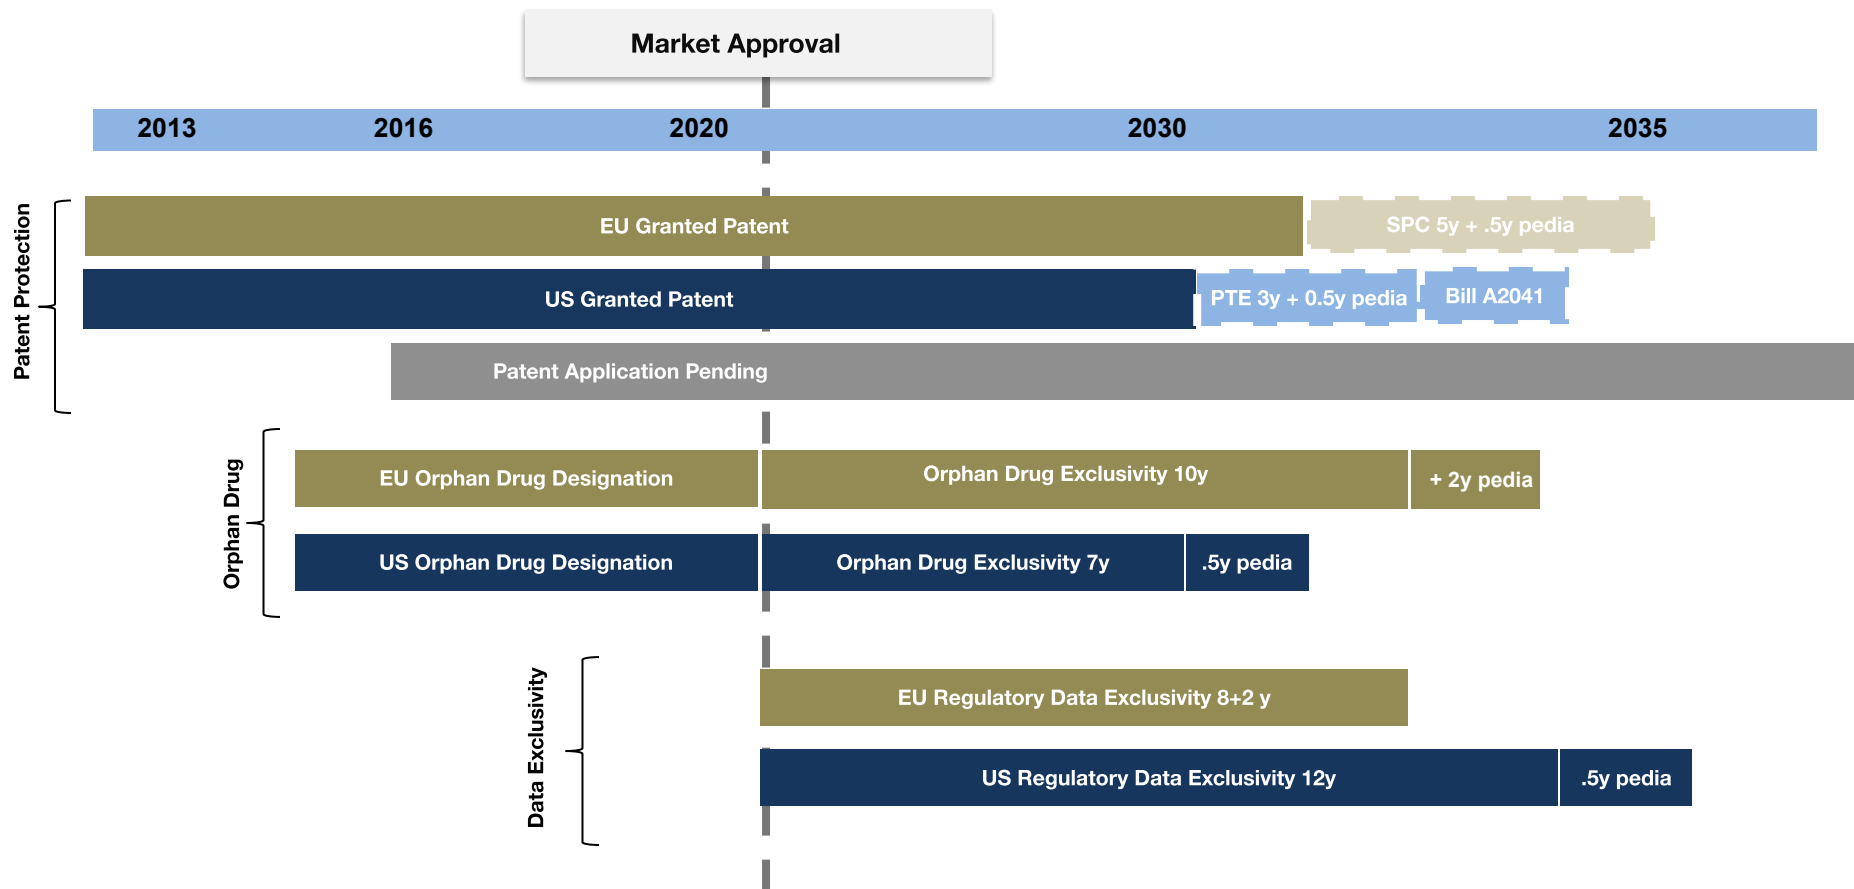 Market Approval
2013 2016 2020 2030 2035
Patent Protection
EU Granted Patent
SPC 5y + .5y pedia
US Granted Patent
PTE 3y + 0.5y pedia
Bill A2041
Patent Application Pending
Orphan Drug
EU Orphan Drug Designation
Orphan Drug Exclusivity 10y
+ 2y pedia
US Orphan Drug Designation
Orphan Drug Exclusivity 7y
.5y pedia
Data Exclusivity
EU Regulatory Data Exclusivity 8+2 y
US Regulatory Data Exclusivity 12y
.5y pedia